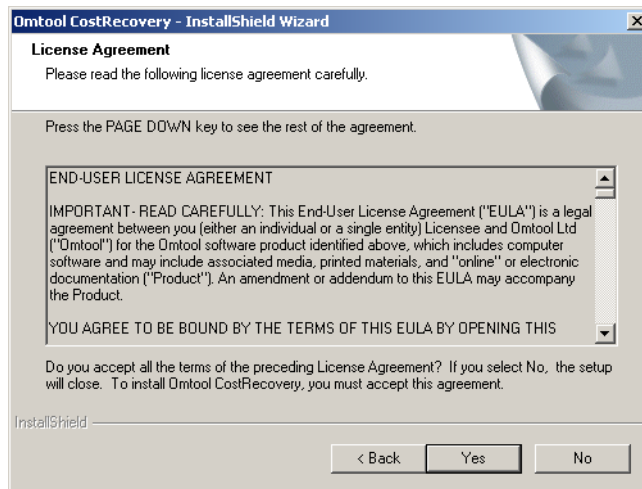 Omtool CostRecovery - InstallShield Wizard
License Agreement
Please read the following license agreement carefully.
Press the PAGE DOWN key to see the rest of the agreement.
END-USER LICENSE AGREEMENT
IMPORTANT- READ CAREFULLY: This End-User License Agreement ("EULA") is a legal
agreement between you (either an individual or a single entity) Licensee and Omtool Ltd
("Omtool") for the Omtool software product identified above, which includes computer
software and may include associated media, printed materials, and "online" or electronic
documentation ("Product"). An amendment or addendum to this EULA may accompany
the Product.
YOU AGREE TO BE BOUND BY THE TERMS OF THIS EULA BY OPENING THIS
Do you accept all the terms of the preceding License Agreement? If you select No, the setup
will close. To install Omtool CostRecovery, you must accept this agreement.
InstallShield
< Back Yes No